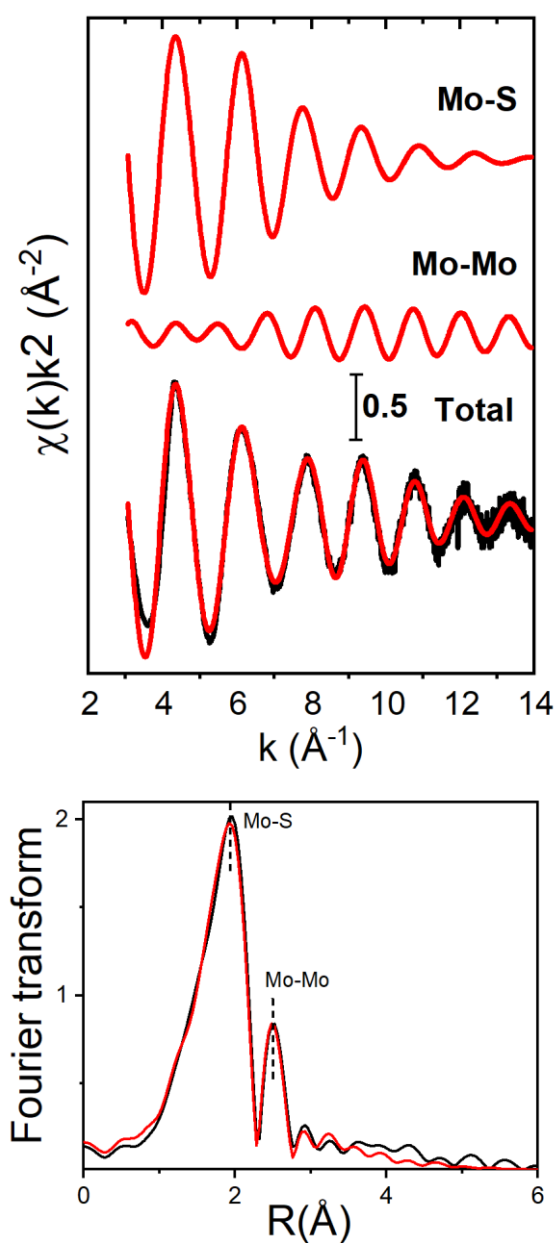 Mo-S
Mo-Mo
0.5 Total
χ(k)k2 (Å-2)
2 4 6 8 10 12 14
k (Å-1)
2
Mo-S
Mo-Mo
1
Fourier transform
0 2 4 6
R(Å)